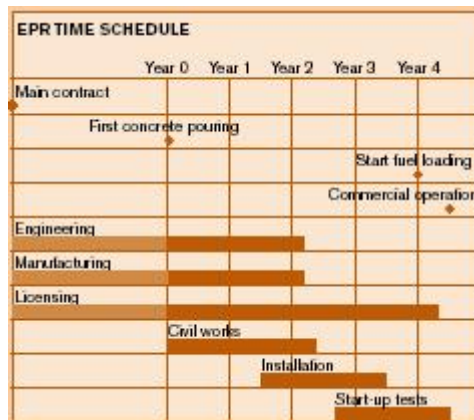 EPR TIME SCHEDULE
Year 0 Year 1 Year 2 Year 3 Year 4
Main contract
First concrete pouring
Start fuel loading
Commercial operation
Engineering
Manufacturing
Licensing
Civil works
Installation
Start-up tests